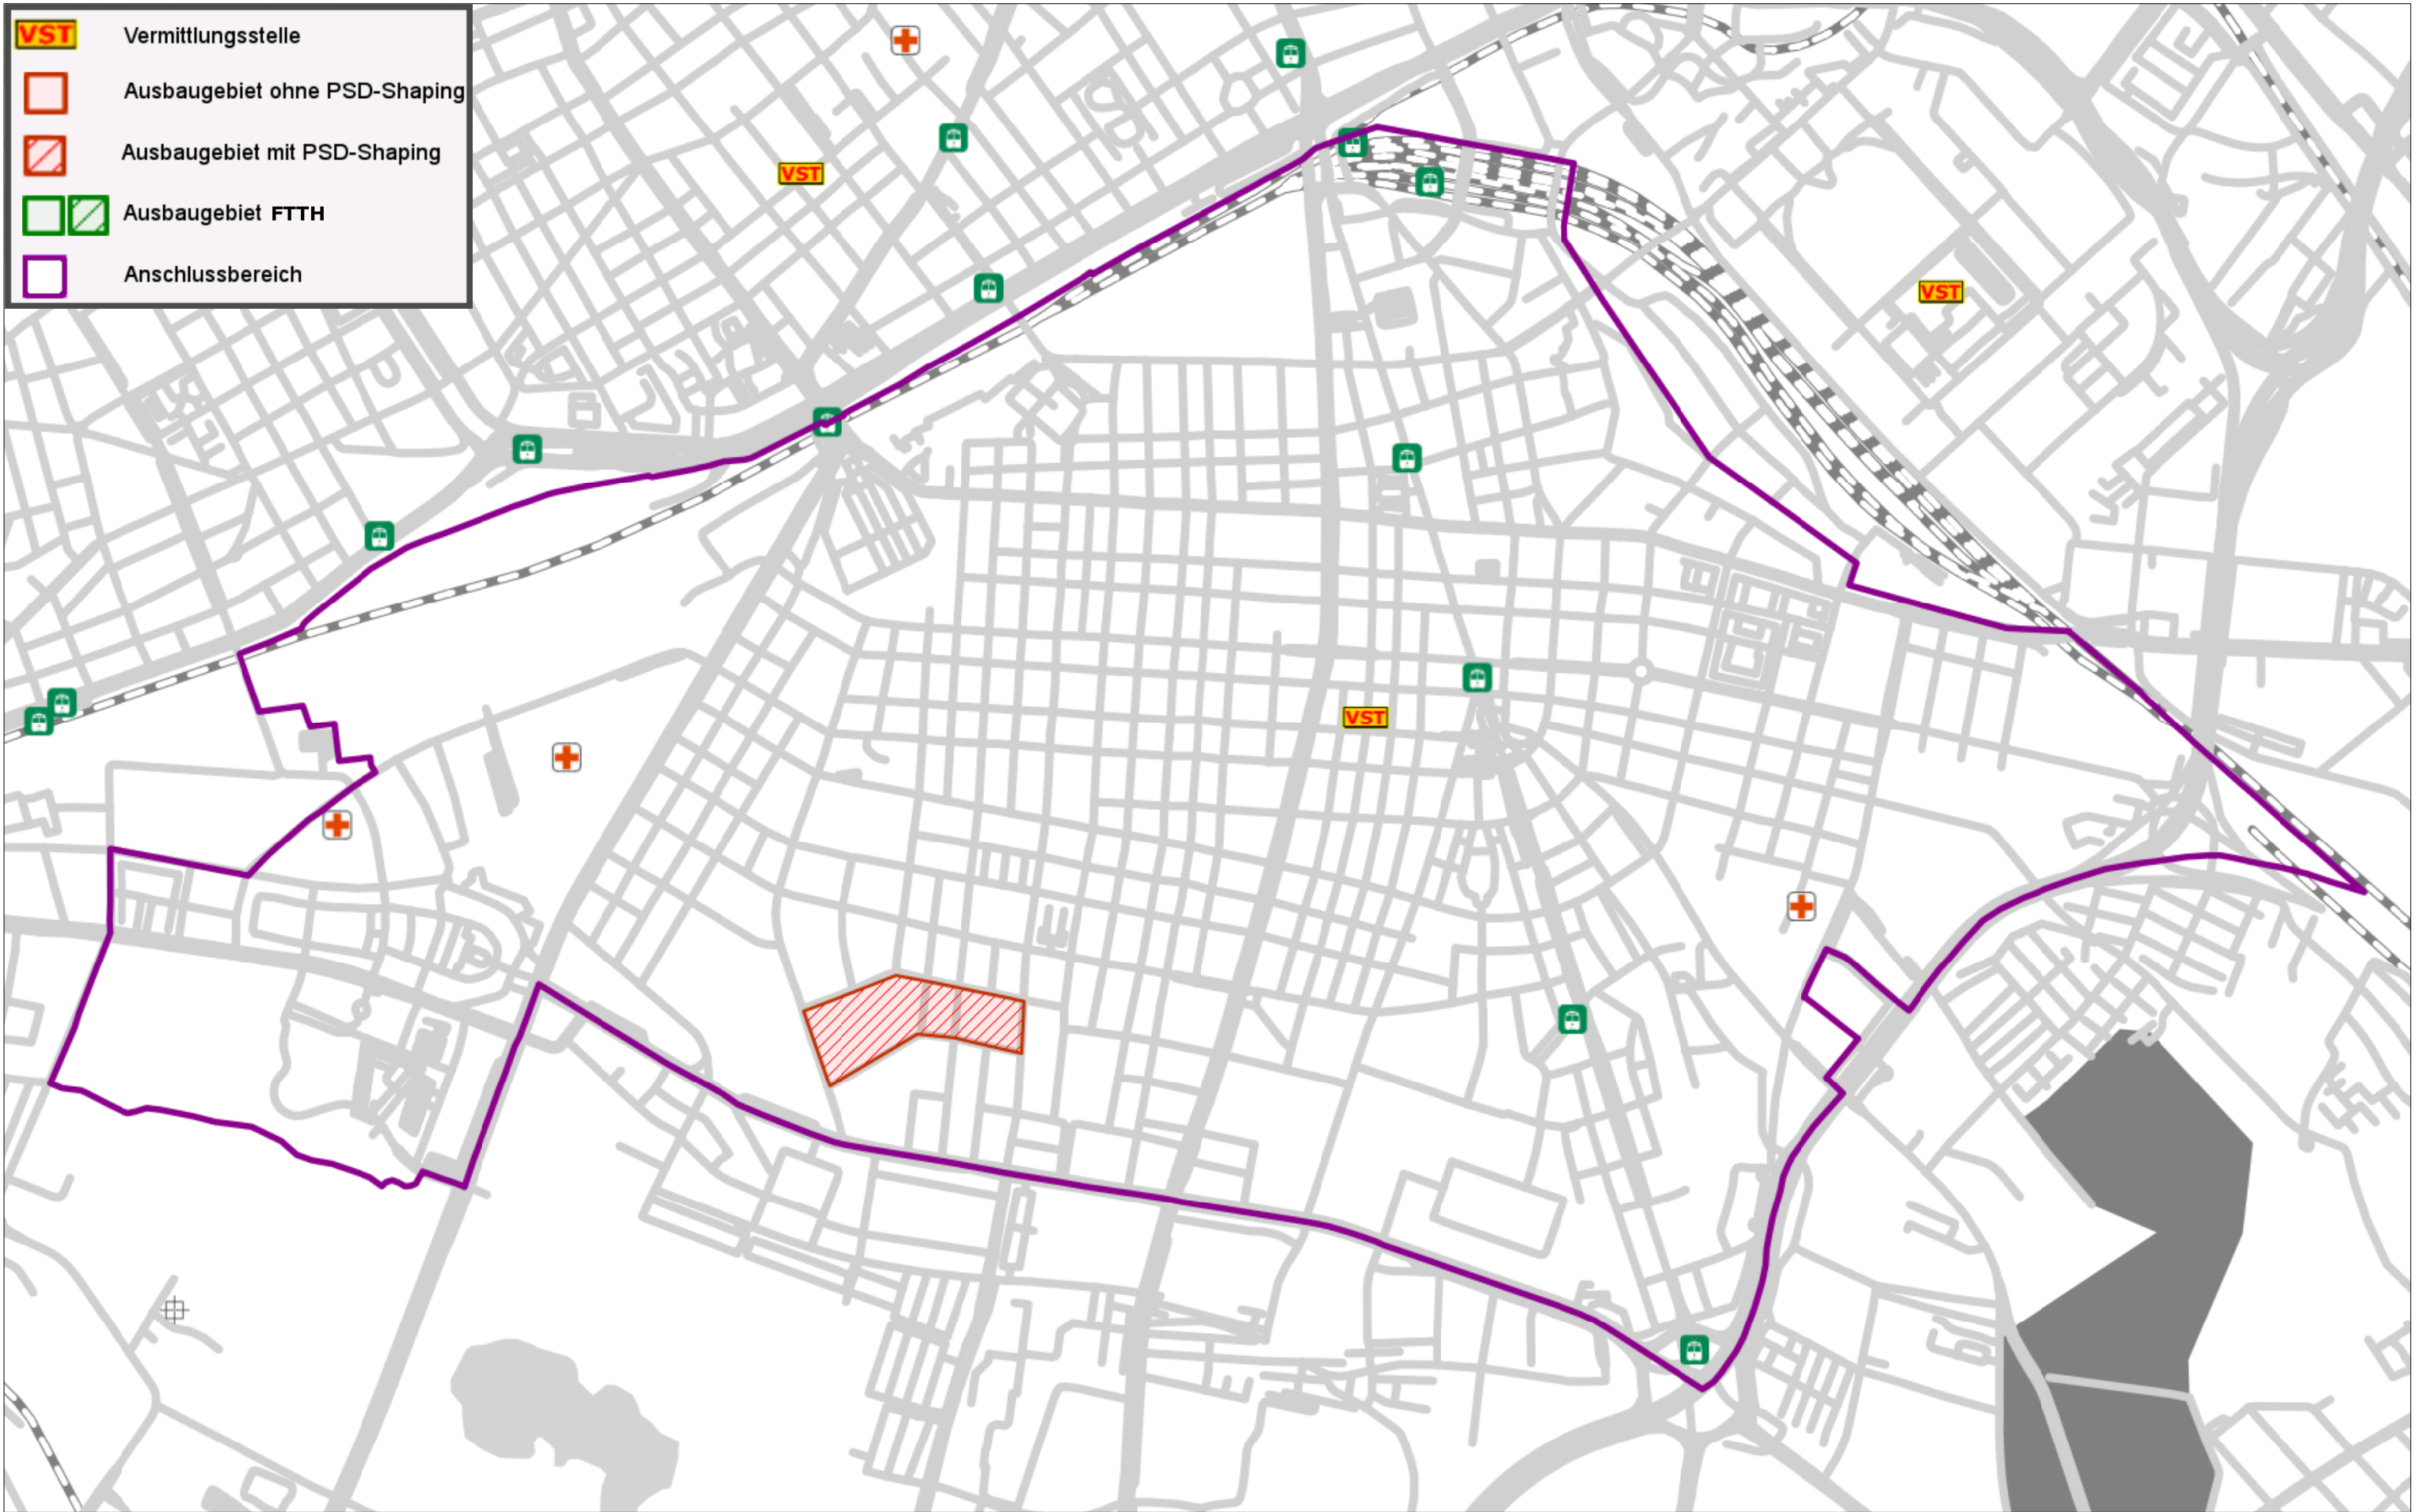 VST Vermittlungsstelle
Ausbaugebiet ohne PSD-Shaping
Ausbaugebiet mit PSD-Shaping
Ausbaugebiet FTTH
Anschlussbereich
VST
VST
VST